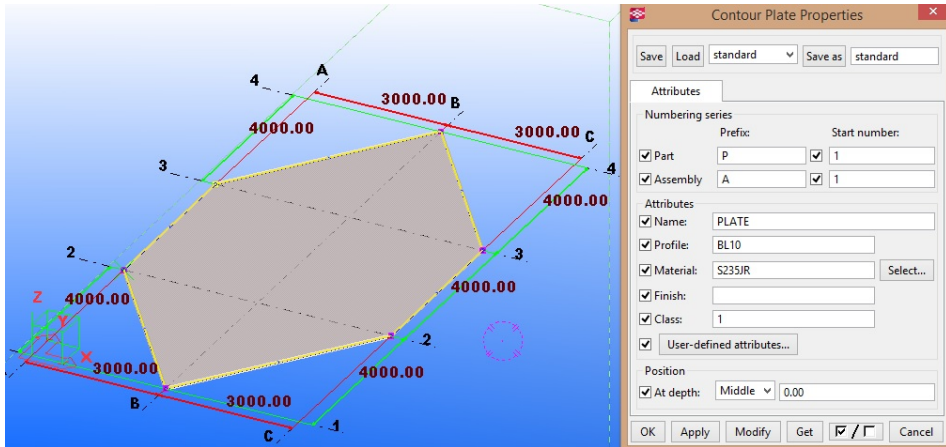 4
A
3000.00
B
4000.00
3000.00
C
3
4
4000.00
2
3
4000.00
Z
Y
X
2
3000.00
4000.00
B
3000.00
C
1
Contour Plate Properties
Save Load standard Save as standard
Attributes
Numbering series
Prefix: Start number:
Part P 1
Assembly A 1
Attributes
Name: PLATE
Profile: BL10
Material: S235JR Select...
Finish:
Class: 1
User-defined attributes...
Position
At depth: Middle 0.00
OK Apply Modify Get / Cancel